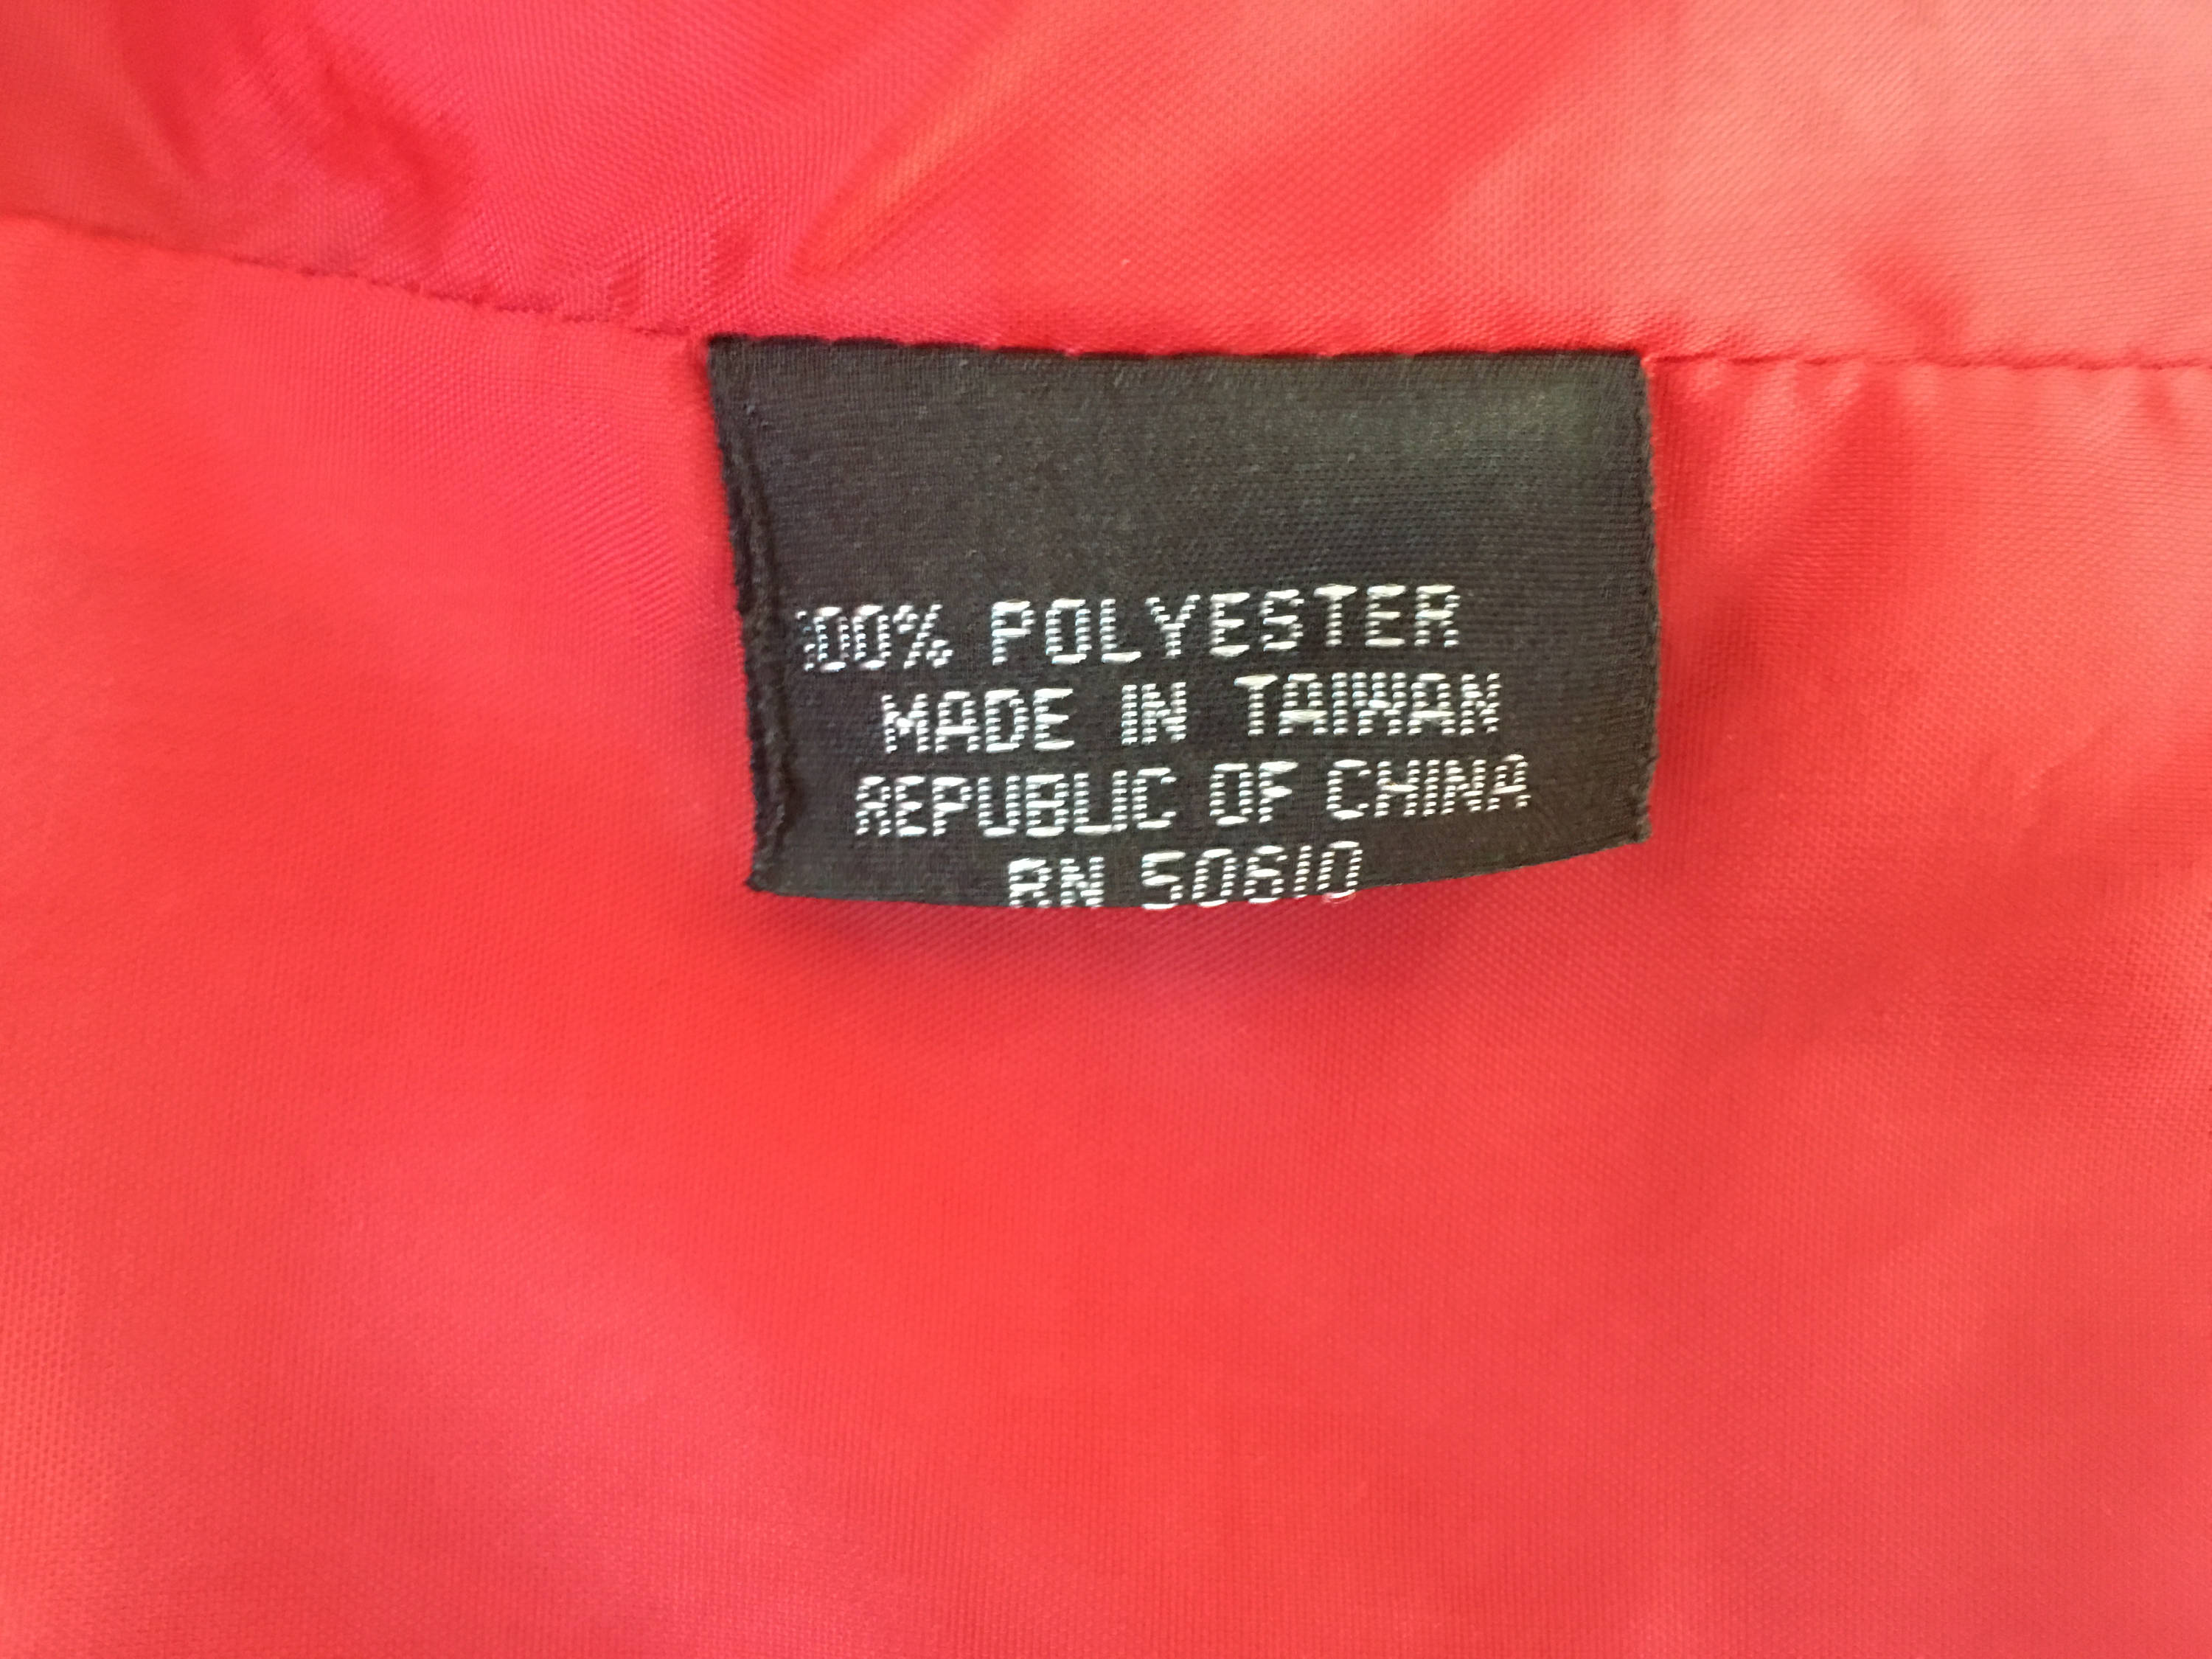 100% POLYESTER
MADE IN TAIWAN
REPUBLIC OF CHINA
RN 50610